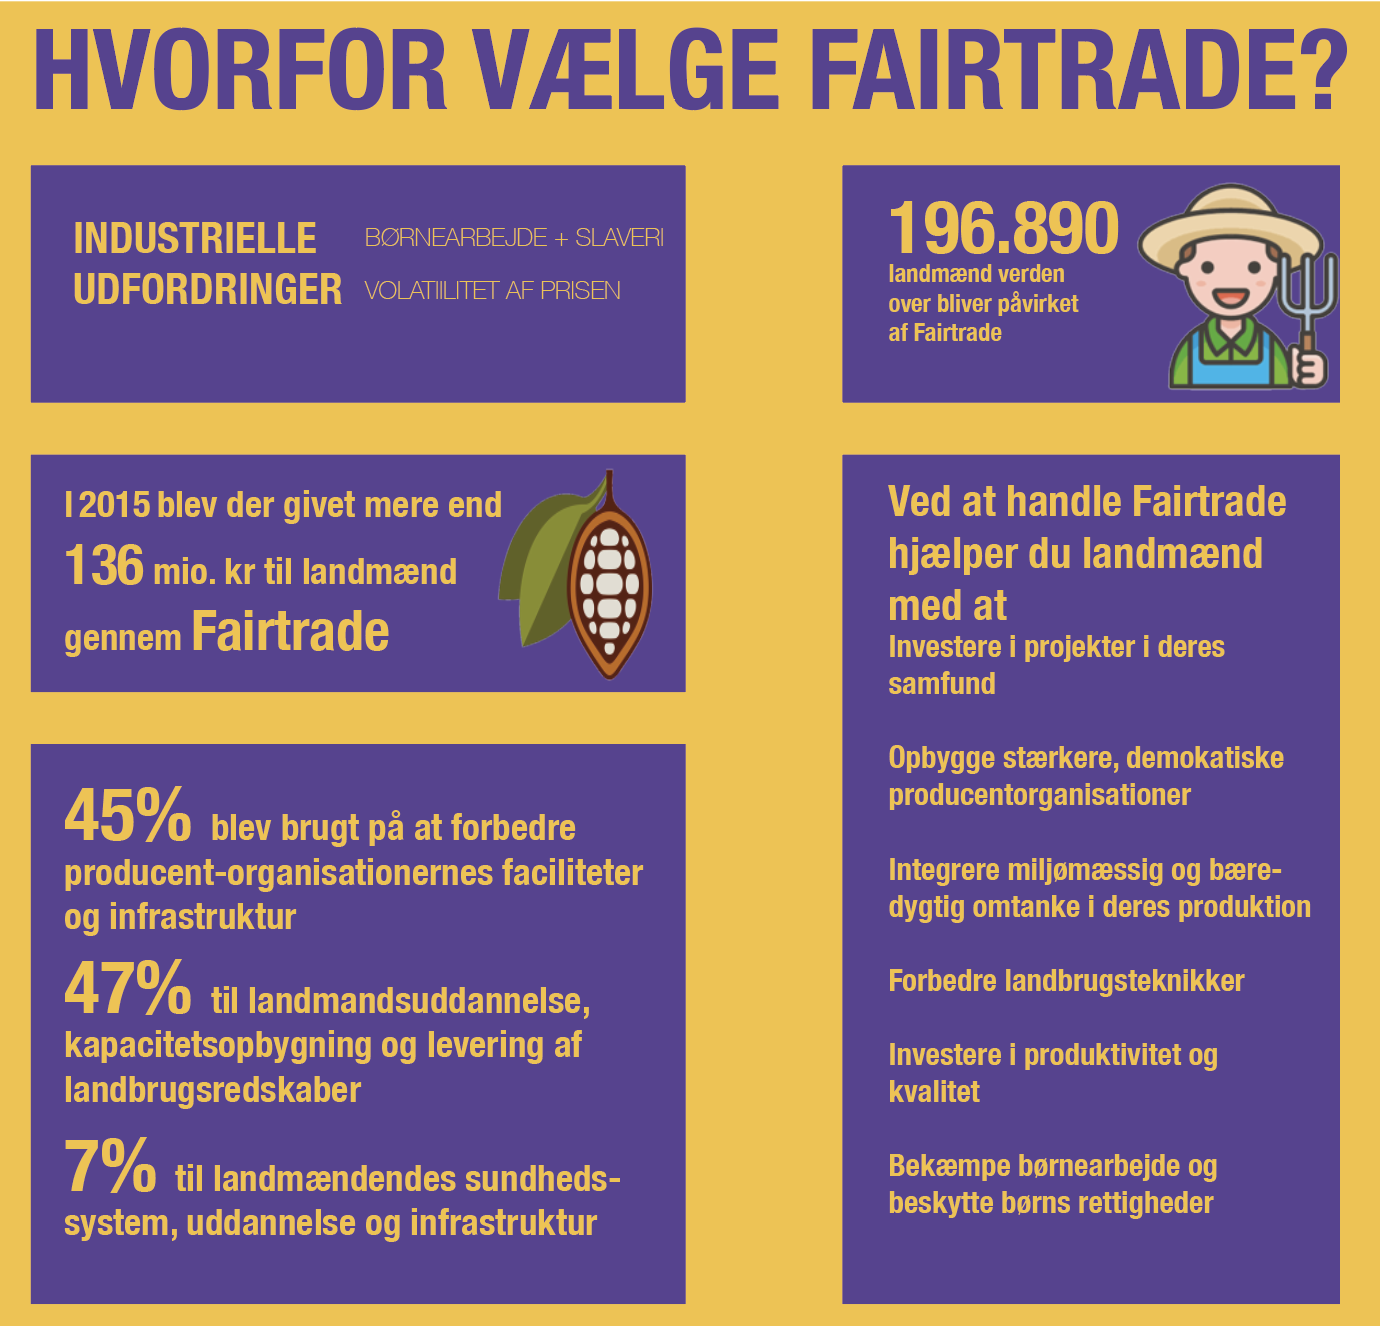 HVORFOR VÆLGE FAIRTRADE?
INDUSTRIELLE
UDFORDRINGER
BØRNEARBEJDE + SLAVERI
VOLATIILITET AF PRISEN
196.890
landmænd verden
over bliver påvirket
af Fairtrade
I 2015 blev der givet mere end
136 mio. kr til landmænd
gennem Fairtrade
45% blev brugt på at forbedre
producent-organisationernes faciliteter
og infrastruktur
47% til landmandsuddannelse,
kapacitetsopbygning og levering af
landbrugsredskaber
7% til landmændendes sundheds-
system, uddannelse og infrastruktur
Ved at handle Fairtrade
hjælper du landmænd
med at
Investere i projekter i deres
samfund
Opbygge stærkere, demokatiske
producentorganisationer
Integrere miljømæssig og bære-
dygtig omtanke i deres produktion
Forbedre landbrugsteknikker
Investere i produktivitet og
kvalitet
Bekæmpe børnearbejde og
beskytte børns rettigheder